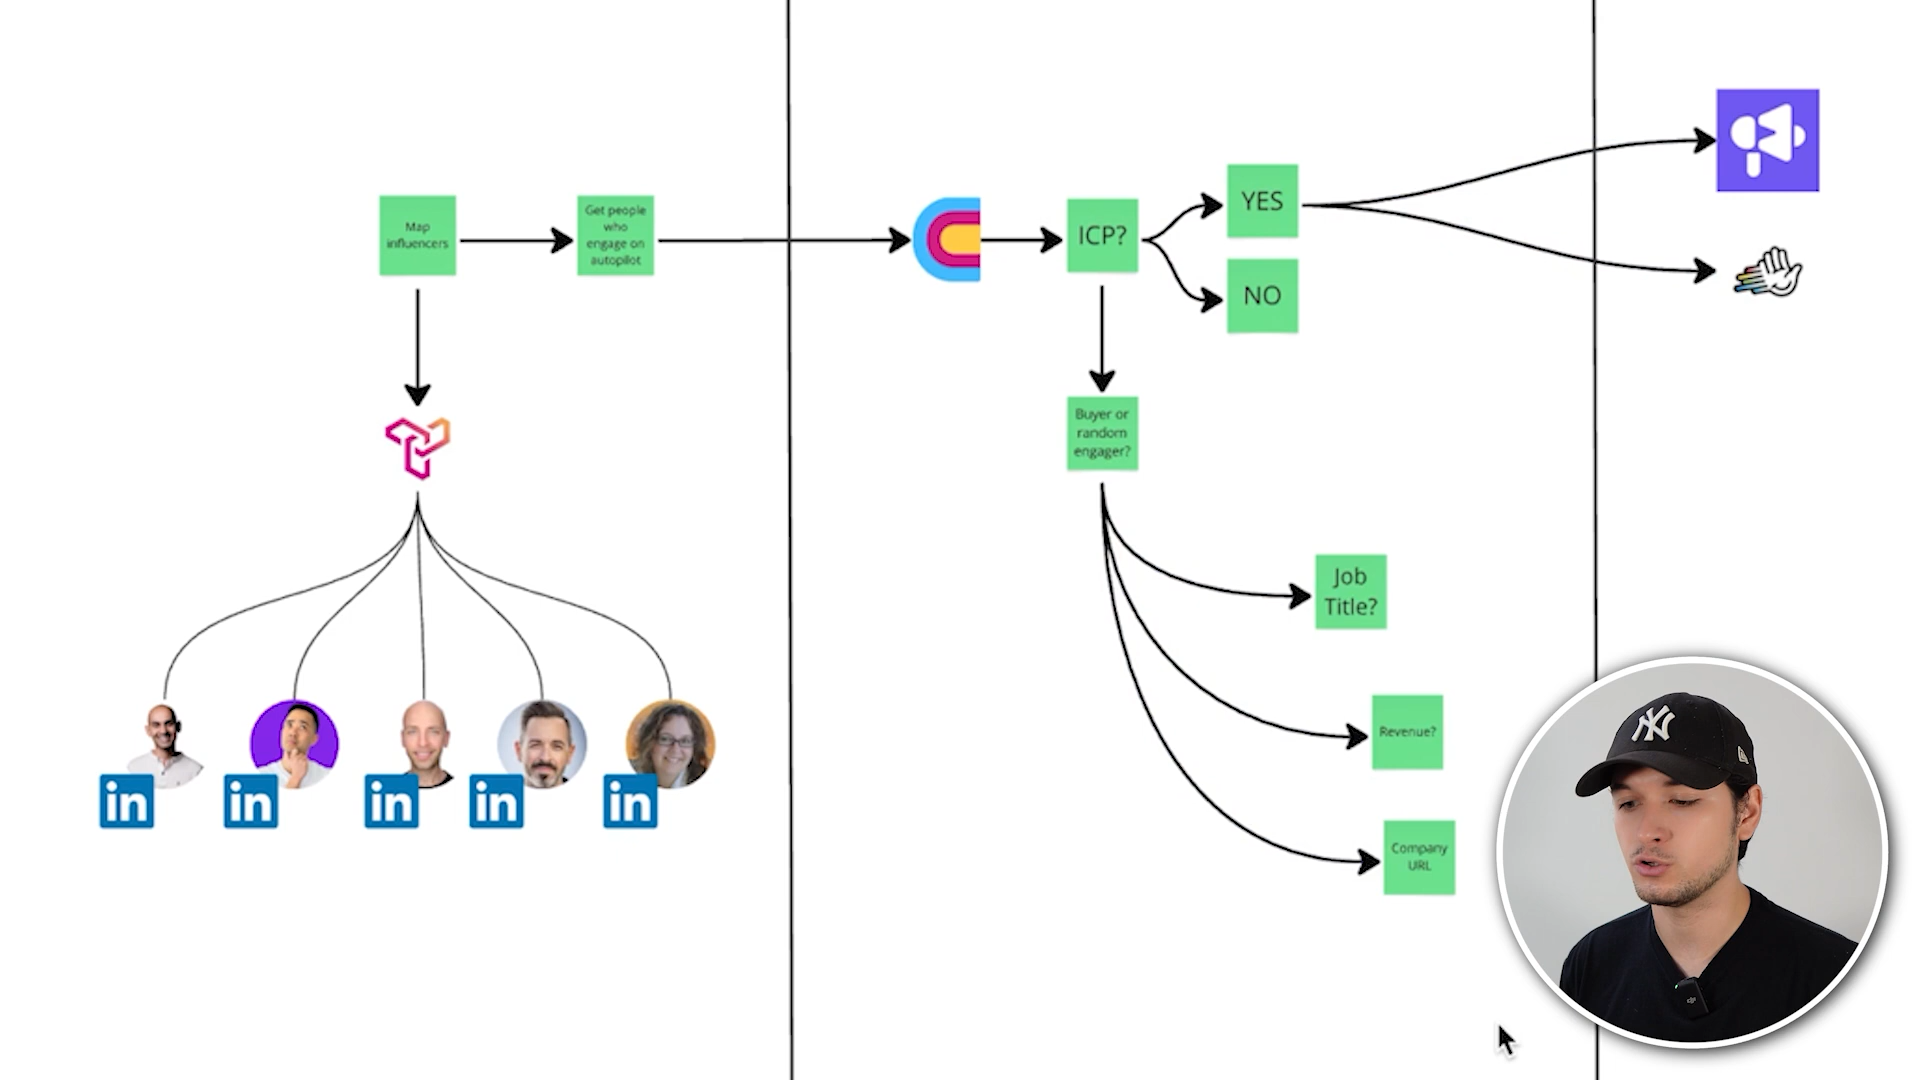 Map
influencers
Get people
who
engage on
autopilot
ICP?
YES
NO
Buyer or
random
engager?
Job
Title?
Revenue?
Company
URL
in
in
in
in
in
NY